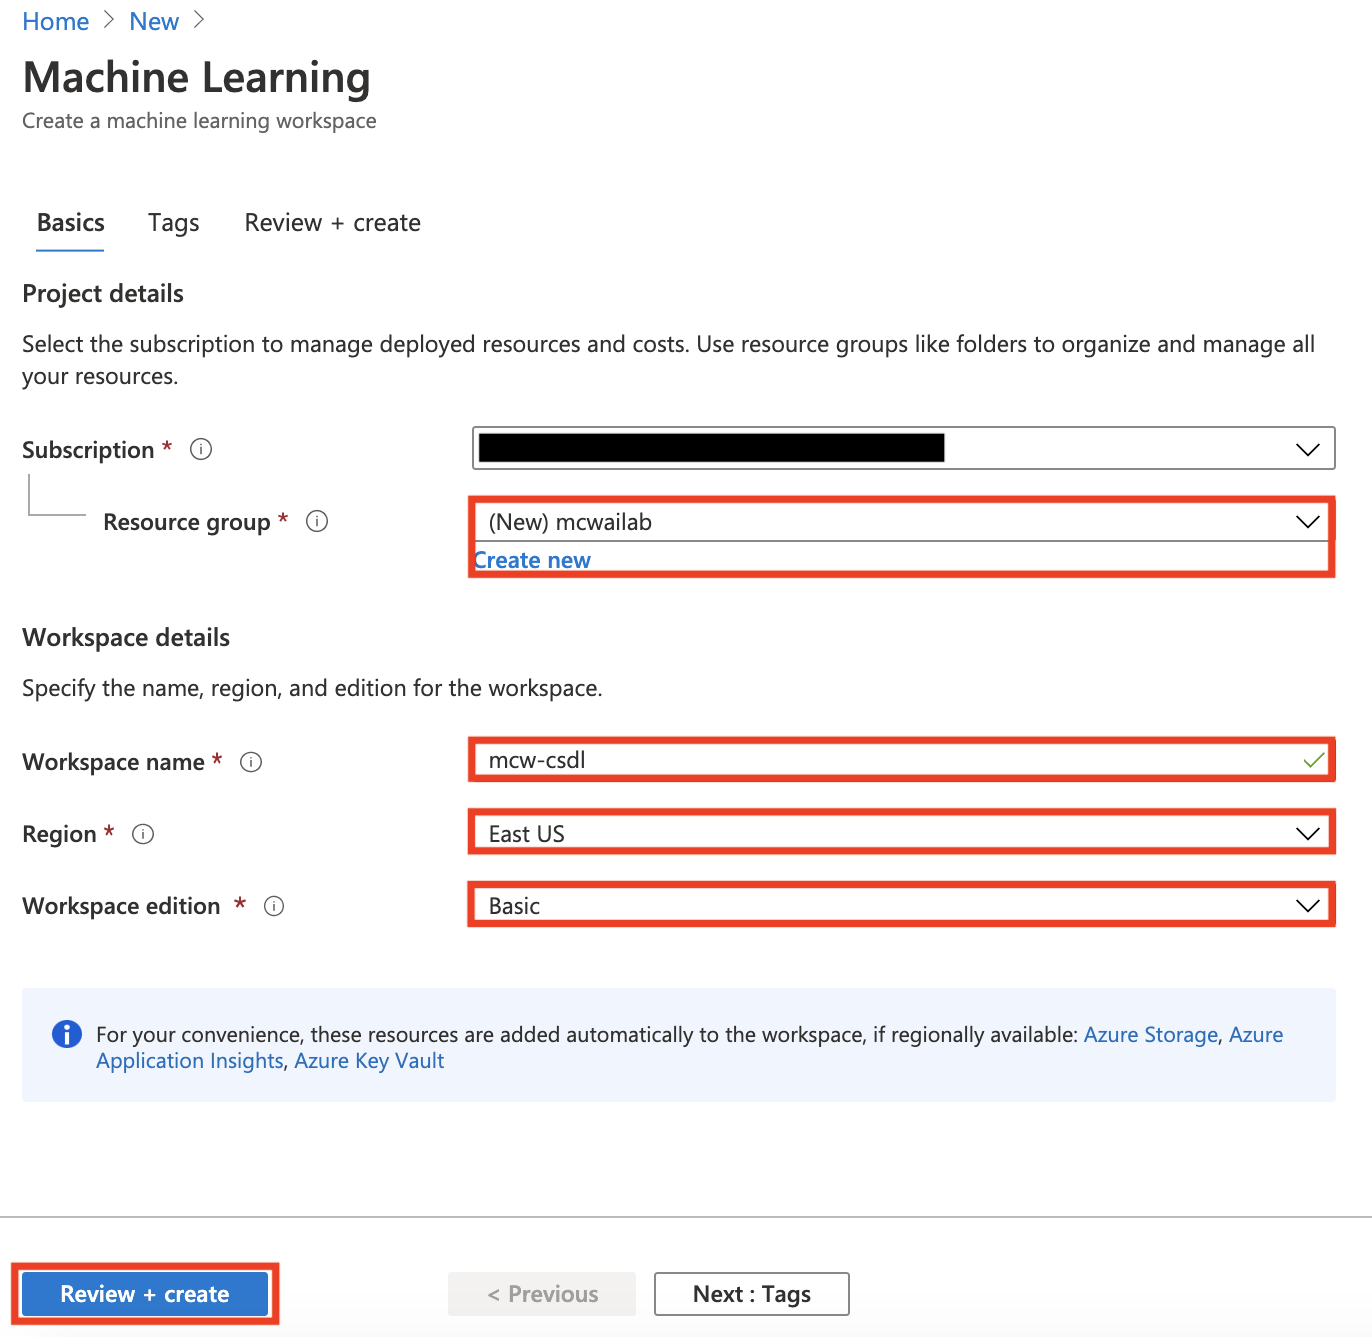 Home > New >
Machine Learning
Create a machine learning workspace
Basics Tags Review + create
Project details
Select the subscription to manage deployed resources and costs. Use resource groups like folders to organize and manage all
your resources.
Subscription *
Resource group * (New) mcwailab
Create new
Workspace details
Specify the name, region, and edition for the workspace.
Workspace name * mcw-csdl
Region * East US
Workspace edition * Basic
For your convenience, these resources are added automatically to the workspace, if regionally available: Azure Storage, Azure
Application Insights, Azure Key Vault
Review + create < Previous Next : Tags